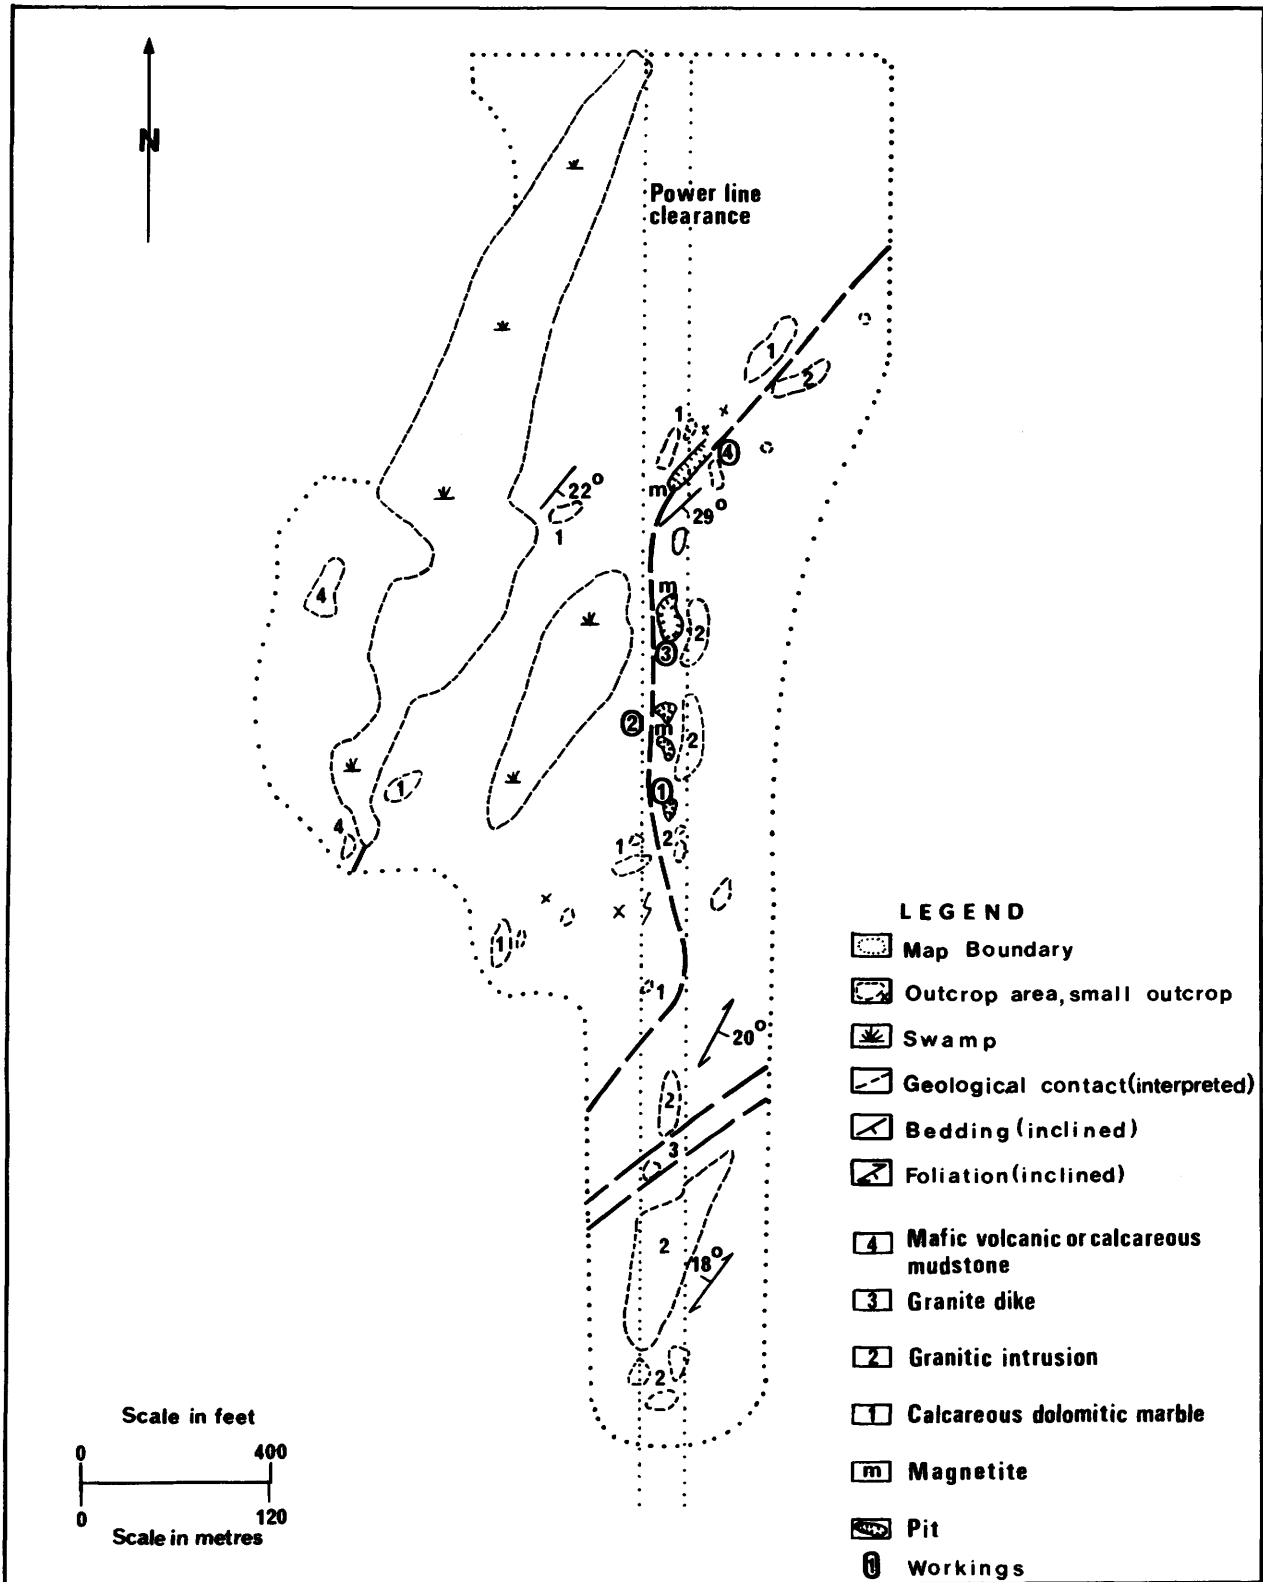 N
Power line
clearance
1
2
1
4
m
22°
29°
1
m
4
2
3
2
m
2
1
1
4
1
2
1
1
20°
2
3
2
18°
2
LEGEND
Map Boundary
Outcrop area, small outcrop
Swamp
Geological contact (interpreted)
Bedding (inclined)
Foliation (inclined)
4 Mafic volcanic or calcareous
mudstone
3 Granite dike
2 Granitic intrusion
1 Calcareous dolomitic marble
m Magnetite
Pit
1 Workings
Scale in feet
0 400
0 120
Scale in metres